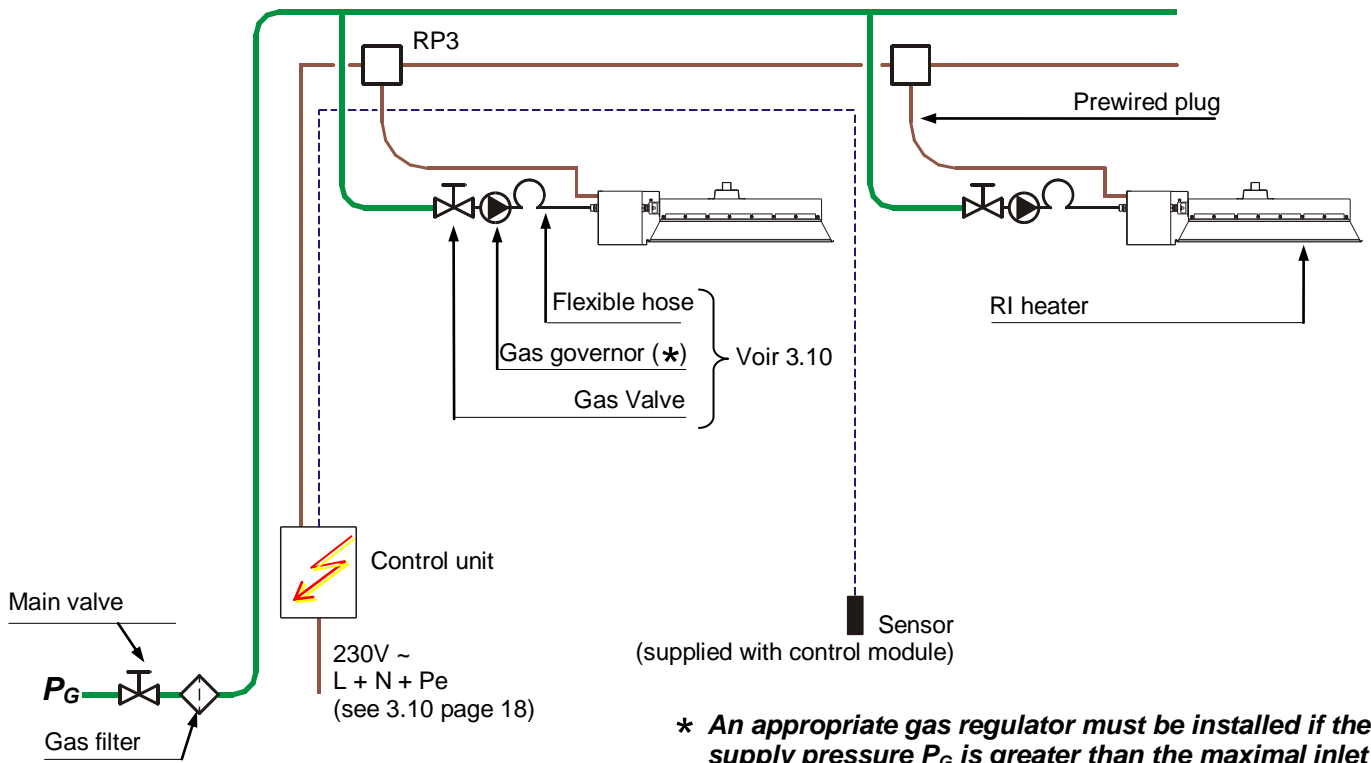 RP3
Prewired plug
Flexible hose
Gas governor (*)
Gas Valve
Voir 3.10
RI heater
Control unit
Main valve
Sensor
(supplied with control module)
230V ~
L + N + Pe
(see 3.10 page 18)
PG
Gas filter
* An appropriate gas regulator must be installed if the
supply pressure PG is greater than the maximal inlet